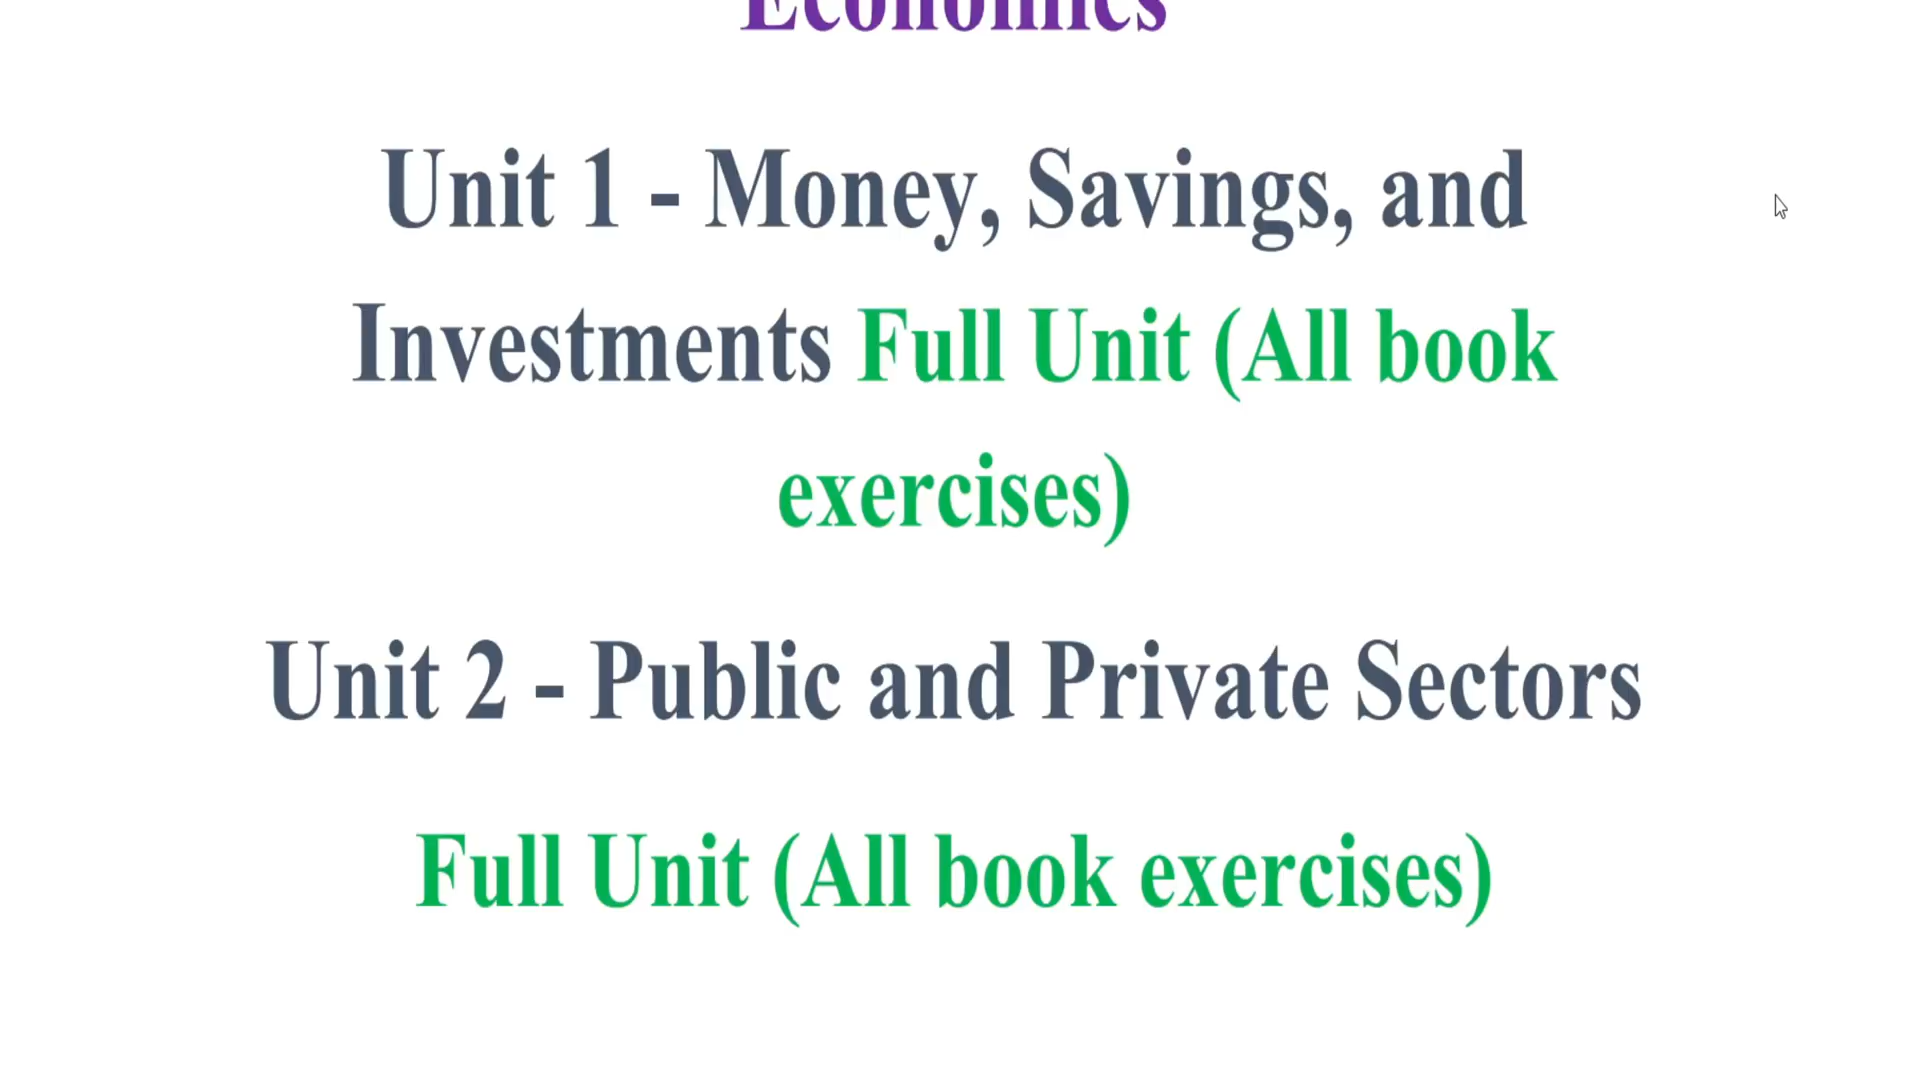 Economics
Unit 1 - Money, Savings, and
Investments Full Unit (All book
exercises)
Unit 2 - Public and Private Sectors
Full Unit (All book exercises)